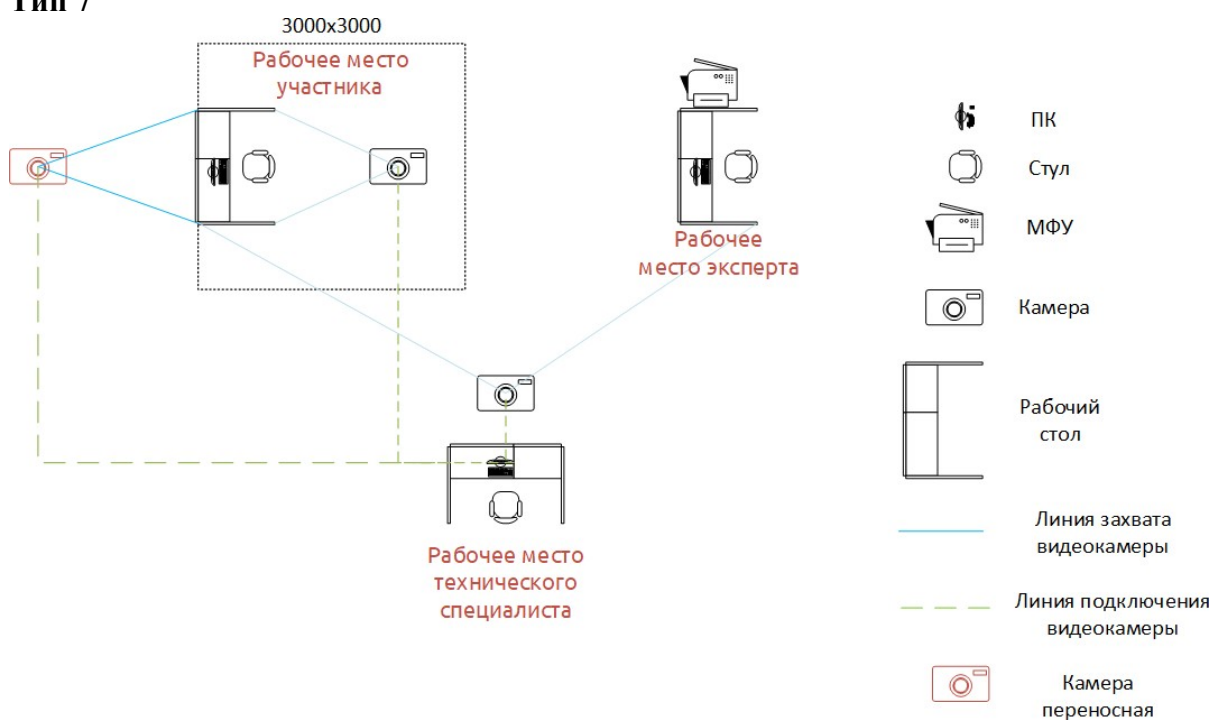 Тип 7
3000х3000
Рабочее место
участника
Рабочее
место эксперта
Рабочее место
технического
специалиста
ПК
Стул
МФУ
Камера
Рабочий
стол
Линия захвата
видеокамеры
Линия подключения
видеокамеры
Камера
переносная